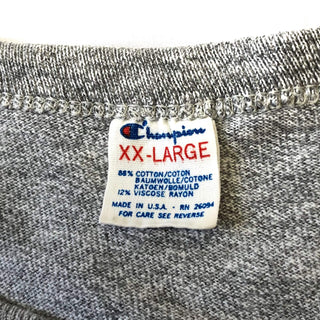 Champion
XX-LARGE
88% COTTON/COTON
BAUMWOLLE/COTONE
KATOEN/BOMULD
12% VISCOSE RAYON
MADE IN U.S.A. - RN 26094
FOR CARE SEE REVERSE